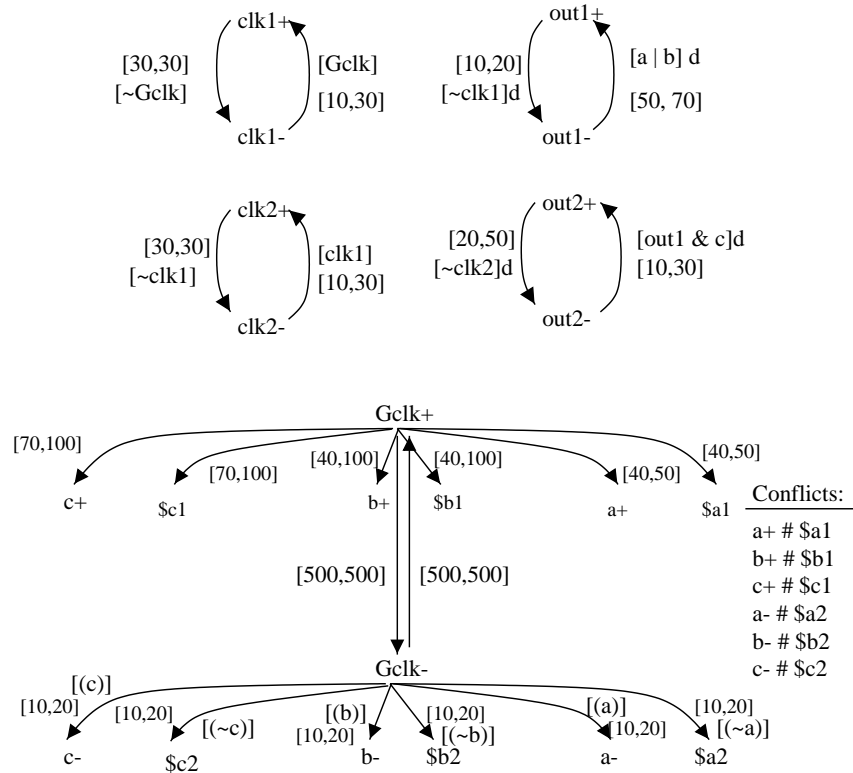 clk1+
[30,30]
[~Gclk]
[Gclk]
[10,30]
clk1-
out1+
[10,20]
[~clk1]d
[a | b] d
[50, 70]
out1-
clk2+
[30,30]
[~clk1]
[clk1]
[10,30]
clk2-
out2+
[20,50]
[~clk2]d
[out1 & c]d
[10,30]
out2-
Gclk+
[70,100]
[70,100]
[40,100]
[40,100]
[40,50]
[40,50]
c+
$c1
b+
$b1
a+
$a1
[500,500]
[500,500]
Conflicts:
a+ # $a1
b+ # $b1
c+ # $c1
a- # $a2
b- # $b2
c- # $c2
Gclk-
[(c)]
[10,20]
[10,20]
[(~c)]
[(b)]
[10,20]
[10,20]
[(~b)]
[(a)]
[10,20]
[10,20]
[(~a)]
c-
$c2
b-
$b2
a-
$a2